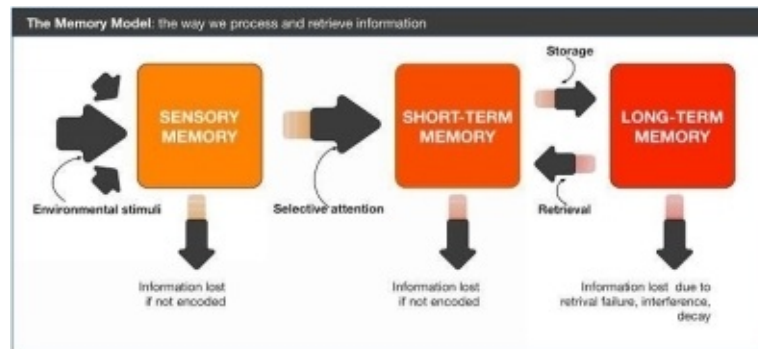 The Memory Model: the way we process and retrieve information
Storage
SENSORY
MEMORY
SHORT-TERM
MEMORY
LONG-TERM
MEMORY
Environmental stimuli
Selective attention
Retrieval
Information lost
if not encoded
Information lost
if not encoded
Information lost due to
retrival failure, interference,
decay